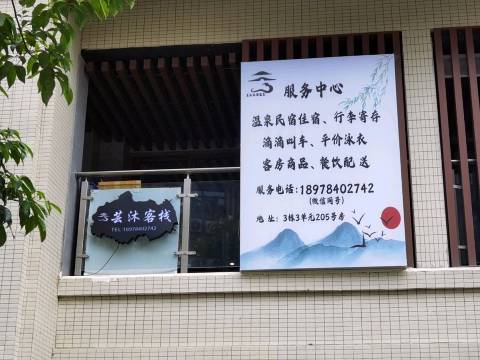 服务中心
温泉民宿住宿、行李寄存
滴滴叫车、平价泳衣
客房商品、餐饮配送
服务电话:18978402742
(微信同号)
地址:3栋3单元205号房
芸沐客栈
TEL 18978402742